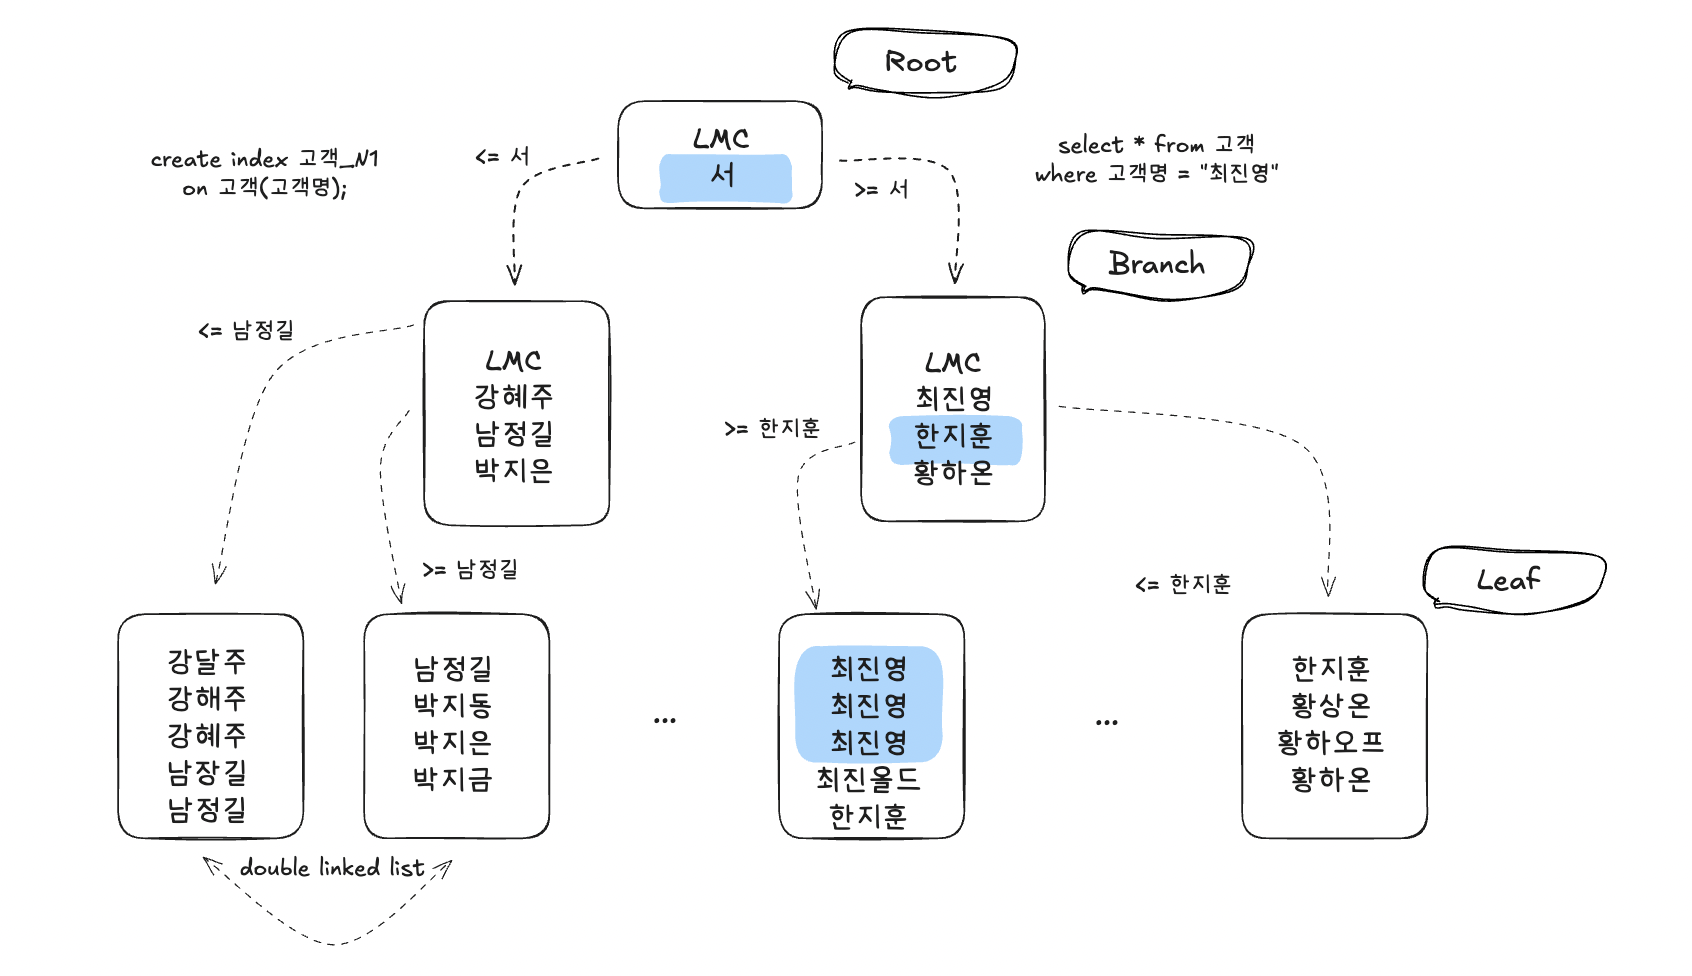 Root
LMC
서
create index 고객_N1
on 고객(고객명);
<= 서
>= 서
select * from 고객
where 고객명 = "최진영"
Branch
<= 남정길
LMC
강혜주
남정길
박지은
>= 남정길
LMC
최진영
한지훈
황하온
>= 한지훈
<= 한지훈
Leaf
강달주
강해주
강혜주
남장길
남정길
남정길
박지동
박지은
박지금
...
최진영
최진영
최진영
최진올드
한지훈
...
한지훈
황상온
황하오프
황하온
double linked list